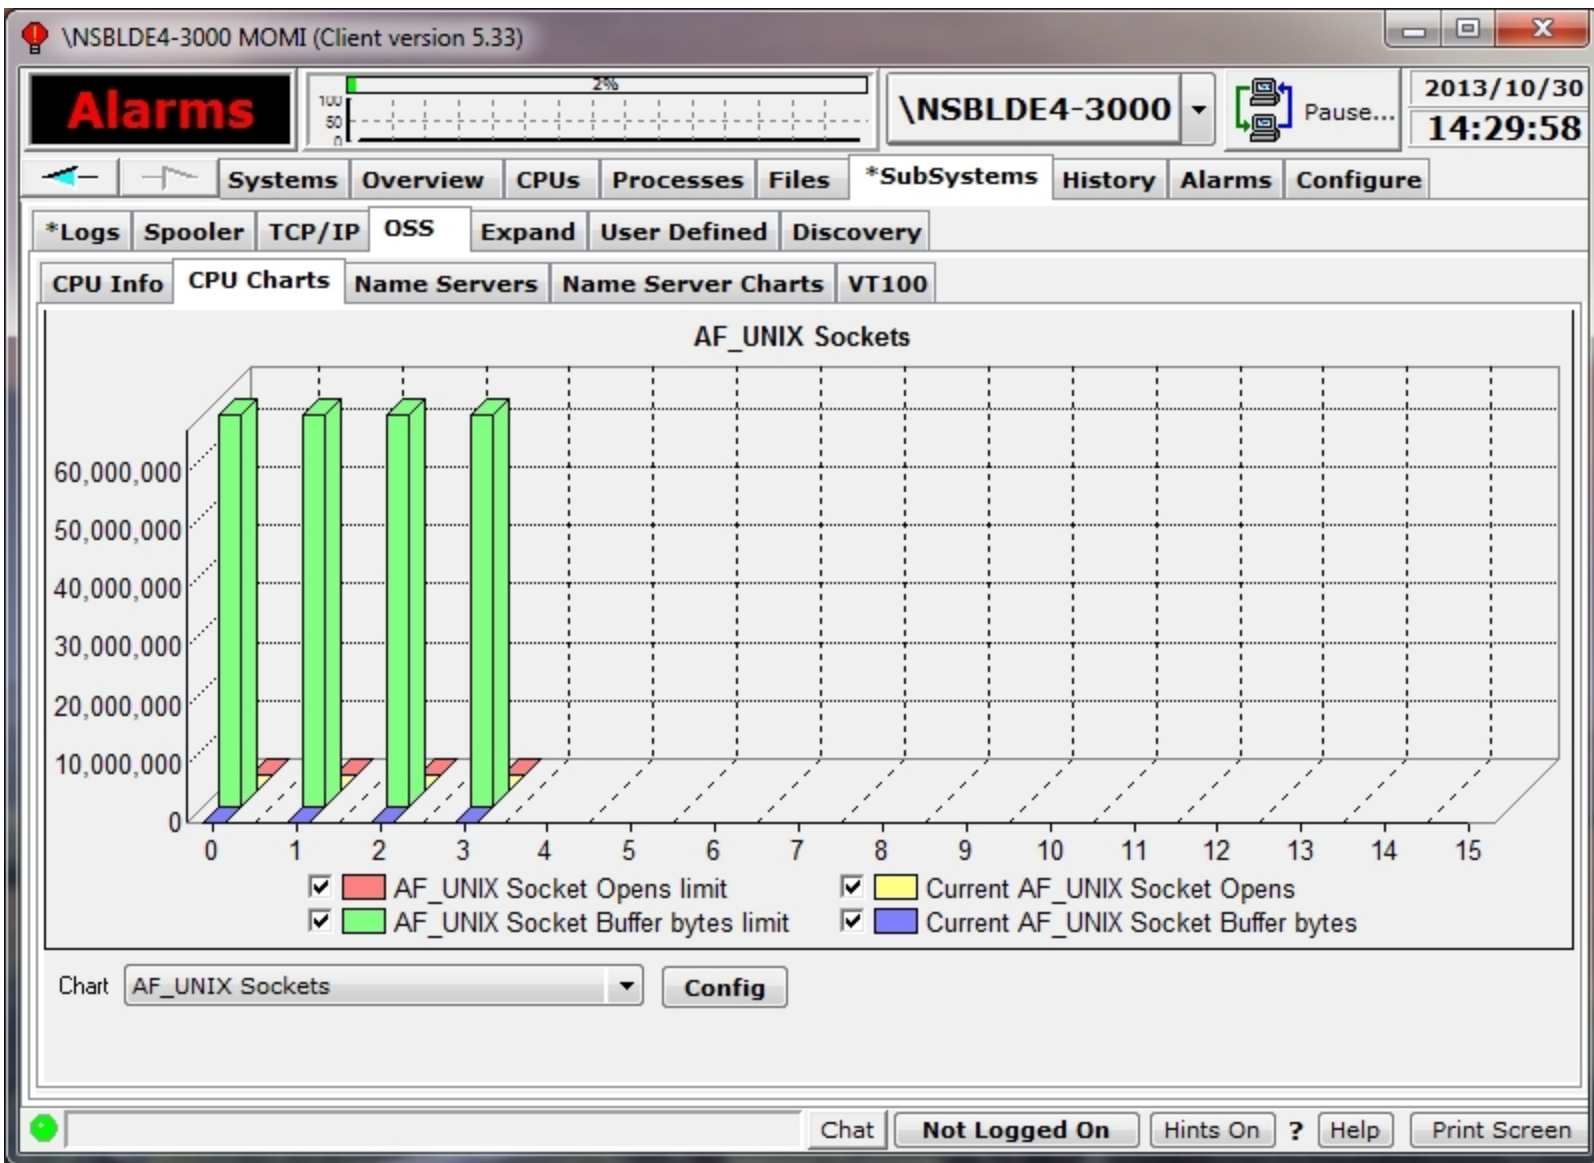 \NSBLDE4-3000 MOMI (Client version 5.33)
Alarms
2%
100
50
0
\NSBLDE4-3000
Pause...
2013/10/30
14:29:58
Systems Overview CPUs Processes Files *SubSystems History Alarms Configure
*Logs Spooler TCP/IP OSS Expand User Defined Discovery
CPU Info CPU Charts Name Servers Name Server Charts VT100
AF_UNIX Sockets
60,000,000
50,000,000
40,000,000
30,000,000
20,000,000
10,000,000
0
0 1 2 3 4 5 6 7 8 9 10 11 12 13 14 15
AF_UNIX Socket Opens limit Current AF_UNIX Socket Opens
AF_UNIX Socket Buffer bytes limit Current AF_UNIX Socket Buffer bytes
Chart AF_UNIX Sockets Config
Chat Not Logged On Hints On ? Help Print Screen